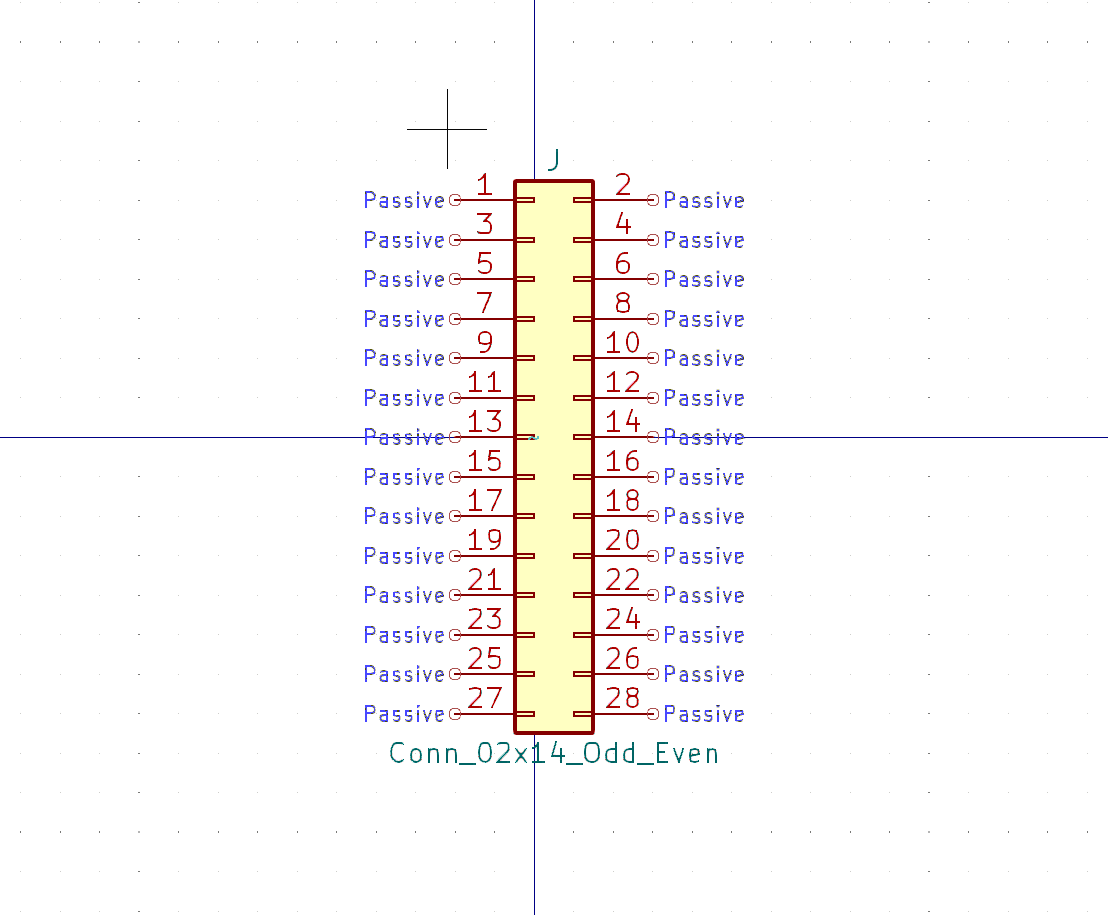 J
Passive 1 2 Passive
Passive 3 4 Passive
Passive 5 6 Passive
Passive 7 8 Passive
Passive 9 10 Passive
Passive 11 12 Passive
Passive 13 14 Passive
Passive 15 16 Passive
Passive 17 18 Passive
Passive 19 20 Passive
Passive 21 22 Passive
Passive 23 24 Passive
Passive 25 26 Passive
Passive 27 28 Passive
Conn_02x14_Odd_Even